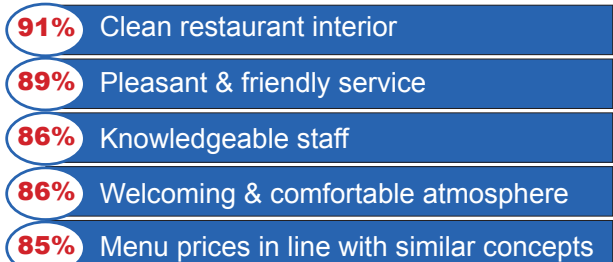 91% Clean restaurant interior
89% Pleasant & friendly service
86% Knowledgeable staff
86% Welcoming & comfortable atmosphere
85% Menu prices in line with similar concepts